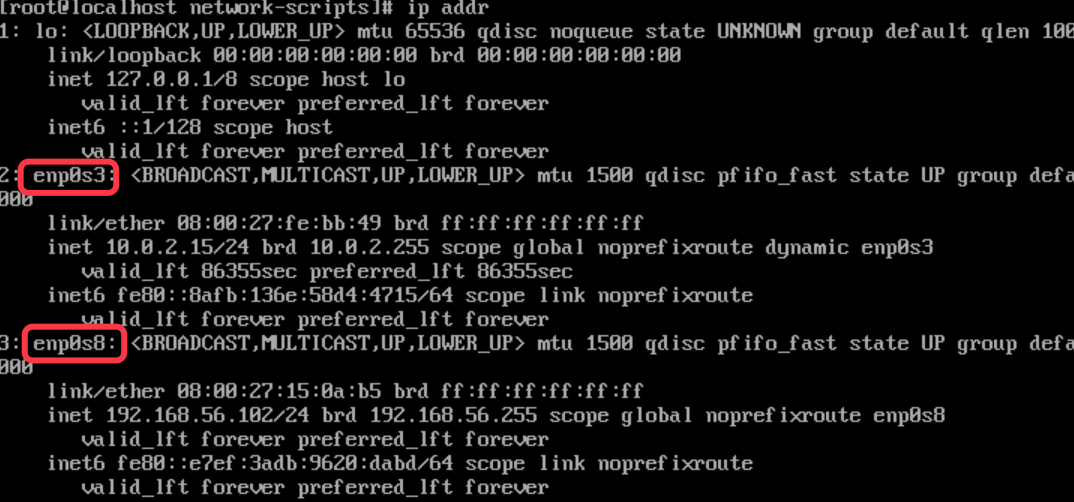 [root@localhost network-scripts]# ip addr
1: lo: <LOOPBACK,UP,LOWER_UP> mtu 65536 qdisc noqueue state UNKNOWN group default qlen 100
link/loopback 00:00:00:00:00:00 brd 00:00:00:00:00:00
inet 127.0.0.1/8 scope host lo
valid_lft forever preferred_lft forever
inet6 ::1/128 scope host
valid_lft forever preferred_lft forever
2: enp0s3: <BROADCAST,MULTICAST,UP,LOWER_UP> mtu 1500 qdisc pfifo_fast state UP group defa
000
link/ether 08:00:27:fe:bb:49 brd ff:ff:ff:ff:ff:ff
inet 10.0.2.15/24 brd 10.0.2.255 scope global noprefixroute dynamic enp0s3
valid_lft 86355sec preferred_lft 86355sec
inet6 fe80::8afb:136e:58d4:4715/64 scope link noprefixroute
valid_lft forever preferred_lft forever
3: enp0s8: <BROADCAST,MULTICAST,UP,LOWER_UP> mtu 1500 qdisc pfifo_fast state UP group defa
000
link/ether 08:00:27:15:0a:b5 brd ff:ff:ff:ff:ff:ff
inet 192.168.56.102/24 brd 192.168.56.255 scope global noprefixroute enp0s8
valid_lft forever preferred_lft forever
inet6 fe80::e7ef:3adb:9620:dabd/64 scope link noprefixroute
valid_lft forever preferred_lft forever